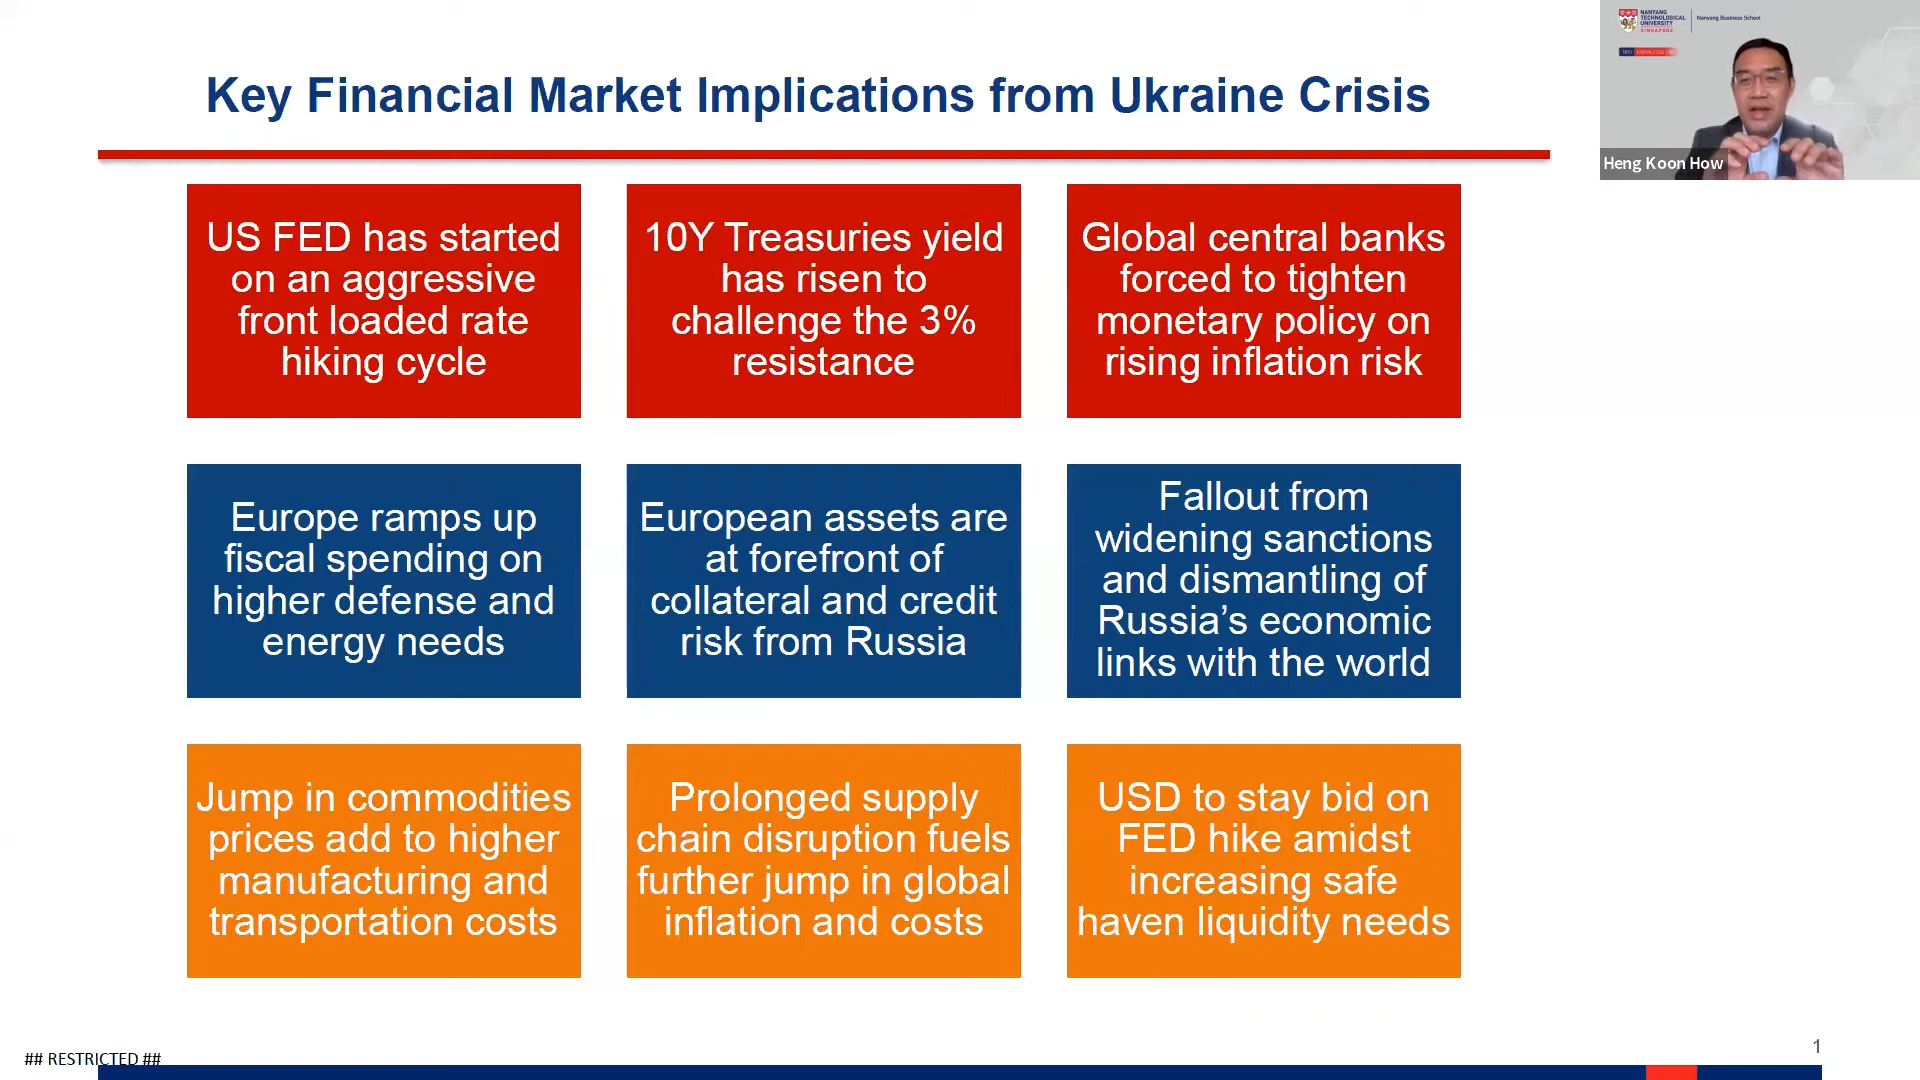 Key Financial Market Implications from Ukraine Crisis
NANYANG
TECHNOLOGICAL
UNIVERSITY
SINGAPORE
Nanyang Business School
Heng Koon How
US FED has started
on an aggressive
front loaded rate
hiking cycle
10Y Treasuries yield
has risen to
challenge the 3%
resistance
Global central banks
forced to tighten
monetary policy on
rising inflation risk
Europe ramps up
fiscal spending on
higher defense and
energy needs
European assets are
at forefront of
collateral and credit
risk from Russia
Fallout from
widening sanctions
and dismantling of
Russia’s economic
links with the world
Jump in commodities
prices add to higher
manufacturing and
transportation costs
Prolonged supply
chain disruption fuels
further jump in global
inflation and costs
USD to stay bid on
FED hike amidst
increasing safe
haven liquidity needs
## RESTRICTED ##
1